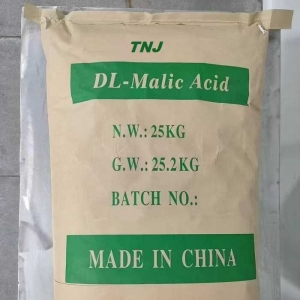 TNJ
DL-Malic Acid
N.W.: 25KG
G.W.: 25.2KG
BATCH NO.:
MADE IN CHINA